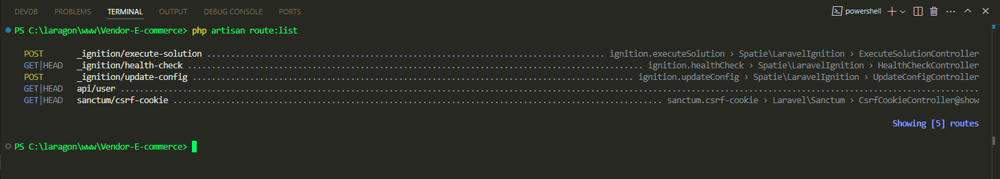 DEVDB PROBLEMS TERMINAL OUTPUT DEBUG CONSOLE PORTS powershell
PS C:\laragon\www\Vendor-E-commerce> php artisan route:list
POST _ignition/execute-solution ................................................................................... ignition.executeSolution › Spatie\LaravelIgnition › ExecuteSolutionController
GET|HEAD _ignition/health-check ............................................................................................... ignition.healthCheck › Spatie\LaravelIgnition › HealthCheckController
POST _ignition/update-config ............................................................................................ ignition.updateConfig › Spatie\LaravelIgnition › UpdateConfigController
GET|HEAD api/user ...................................................................................................................................................................................
GET|HEAD sanctum/csrf-cookie ...................................................................................................... sanctum.csrf-cookie › Laravel\Sanctum › CsrfCookieController@show
Showing [5] routes
PS C:\laragon\www\Vendor-E-commerce>